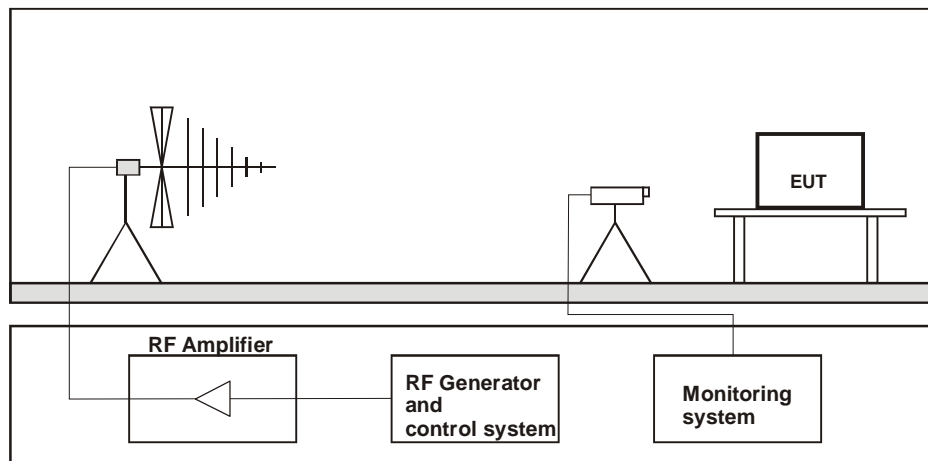 EUT
RF Amplifier
RF Generator
and
control system
Monitoring
system